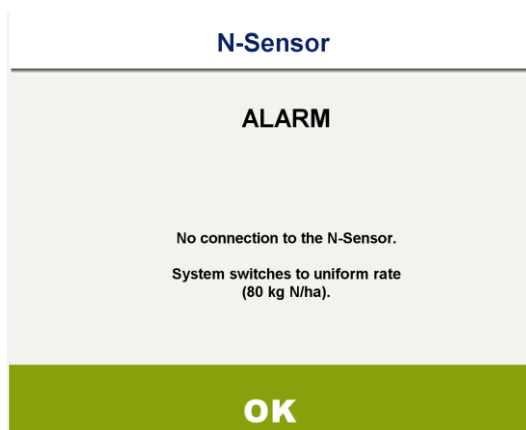 N-Sensor
ALARM
No connection to the N-Sensor.
System switches to uniform rate
(80 kg N/ha).
OK